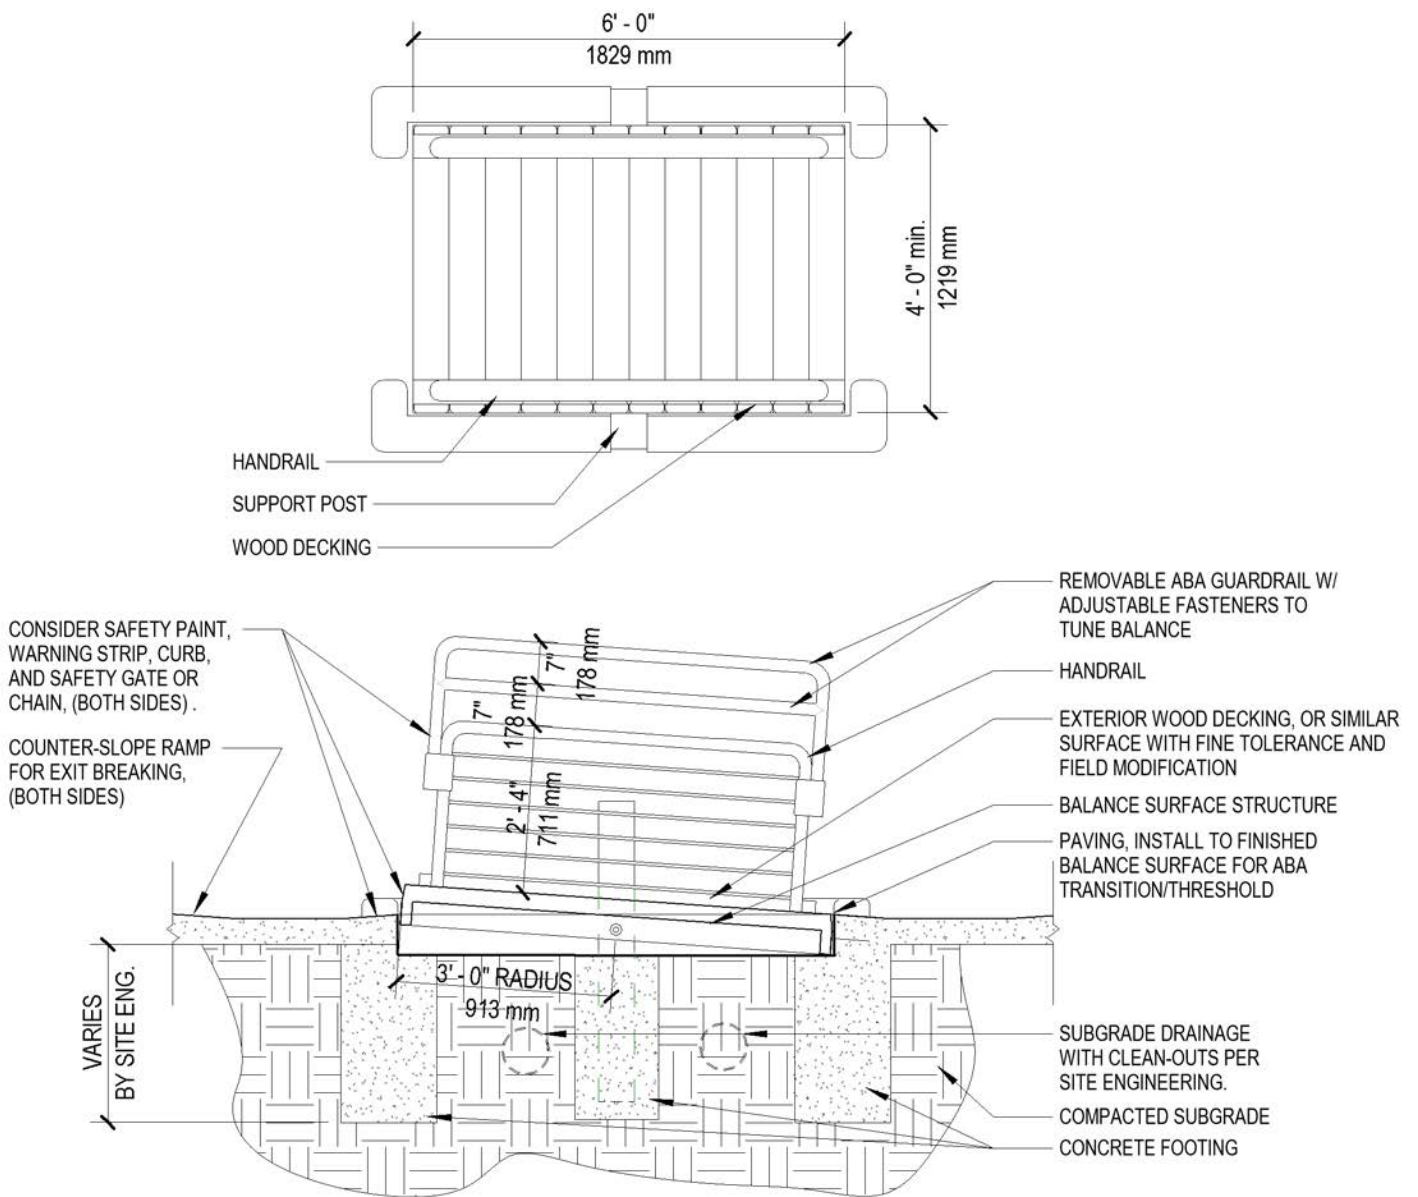 6' - 0"
1829 mm
4' - 0" min.
1219 mm
HANDRAIL
SUPPORT POST
WOOD DECKING
CONSIDER SAFETY PAINT,
WARNING STRIP, CURB,
AND SAFETY GATE OR
CHAIN, (BOTH SIDES) .
COUNTER-SLOPE RAMP
FOR EXIT BREAKING,
(BOTH SIDES)
7"
178 mm
7"
178 mm
2' - 4"
711 mm
REMOVABLE ABA GUARDRAIL W/
ADJUSTABLE FASTENERS TO
TUNE BALANCE
HANDRAIL
EXTERIOR WOOD DECKING, OR SIMILAR
SURFACE WITH FINE TOLERANCE AND
FIELD MODIFICATION
BALANCE SURFACE STRUCTURE
PAVING, INSTALL TO FINISHED
BALANCE SURFACE FOR ABA
TRANSITION/THRESHOLD
3' - 0" RADIUS
913 mm
VARIES
BY SITE ENG.
SUBGRADE DRAINAGE
WITH CLEAN-OUTS PER
SITE ENGINEERING.
COMPACTED SUBGRADE
CONCRETE FOOTING